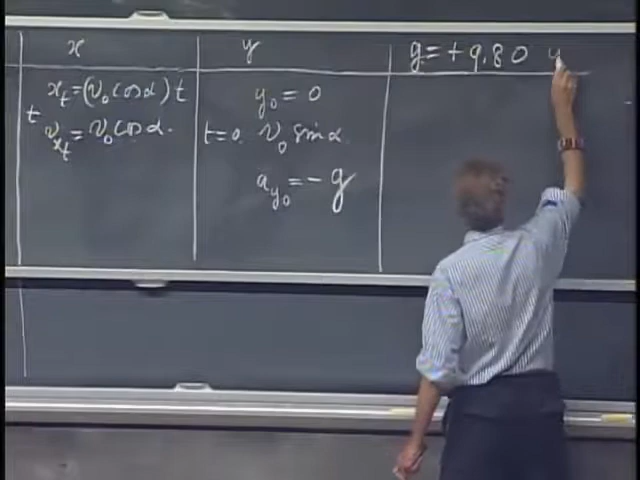 x
x_t = (v_0 cos α) t
t v_{x_t} = v_0 cos α.
y
y_0 = 0
t=0 v_0 sin α.
a_{y_0} = - g
g = + 9.80